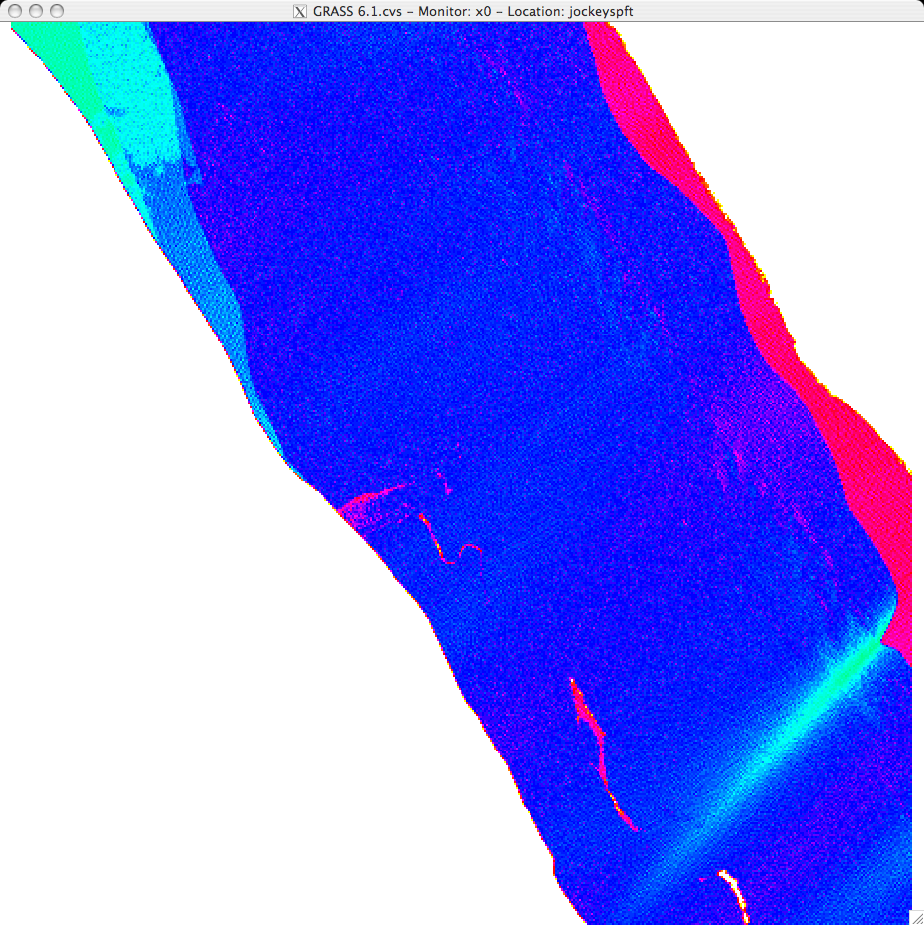 GRASS 6.1.cvs – Monitor: x0 – Location: jockeyspft